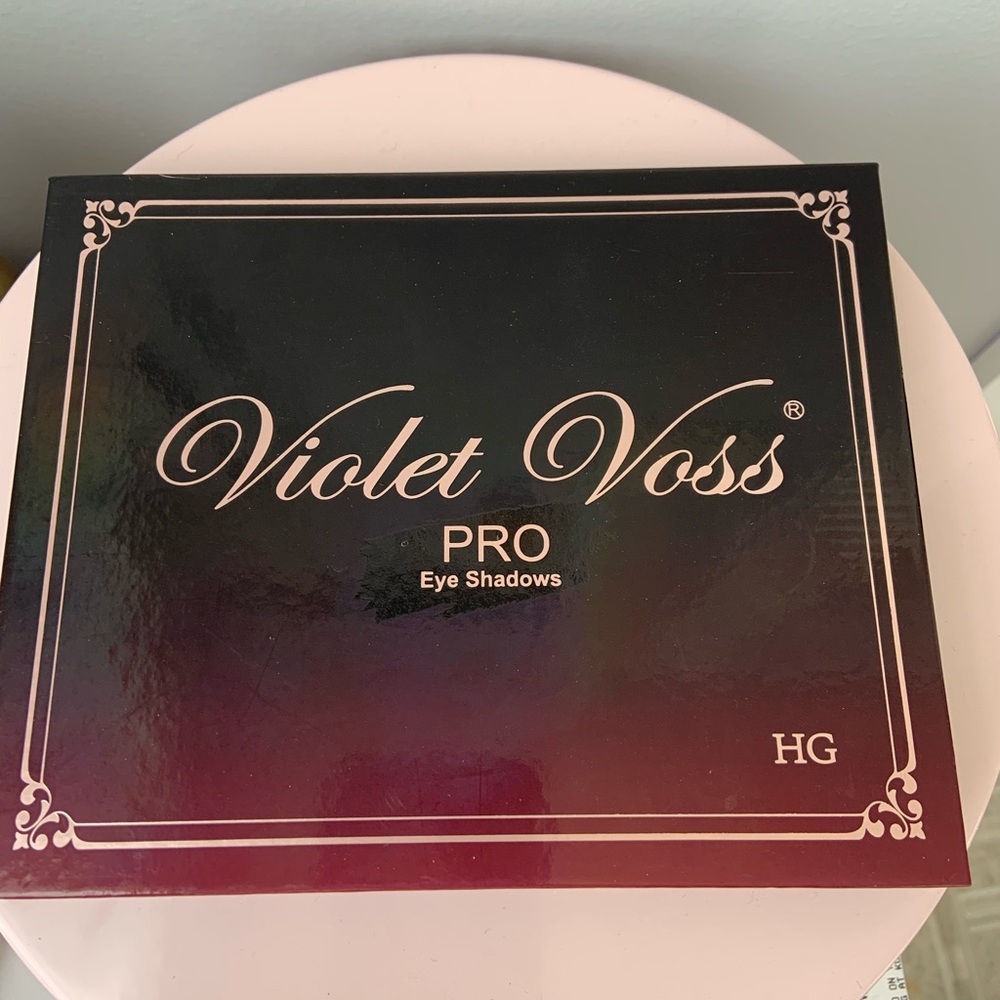 Violet Voss®
PRO
Eye Shadows
HG